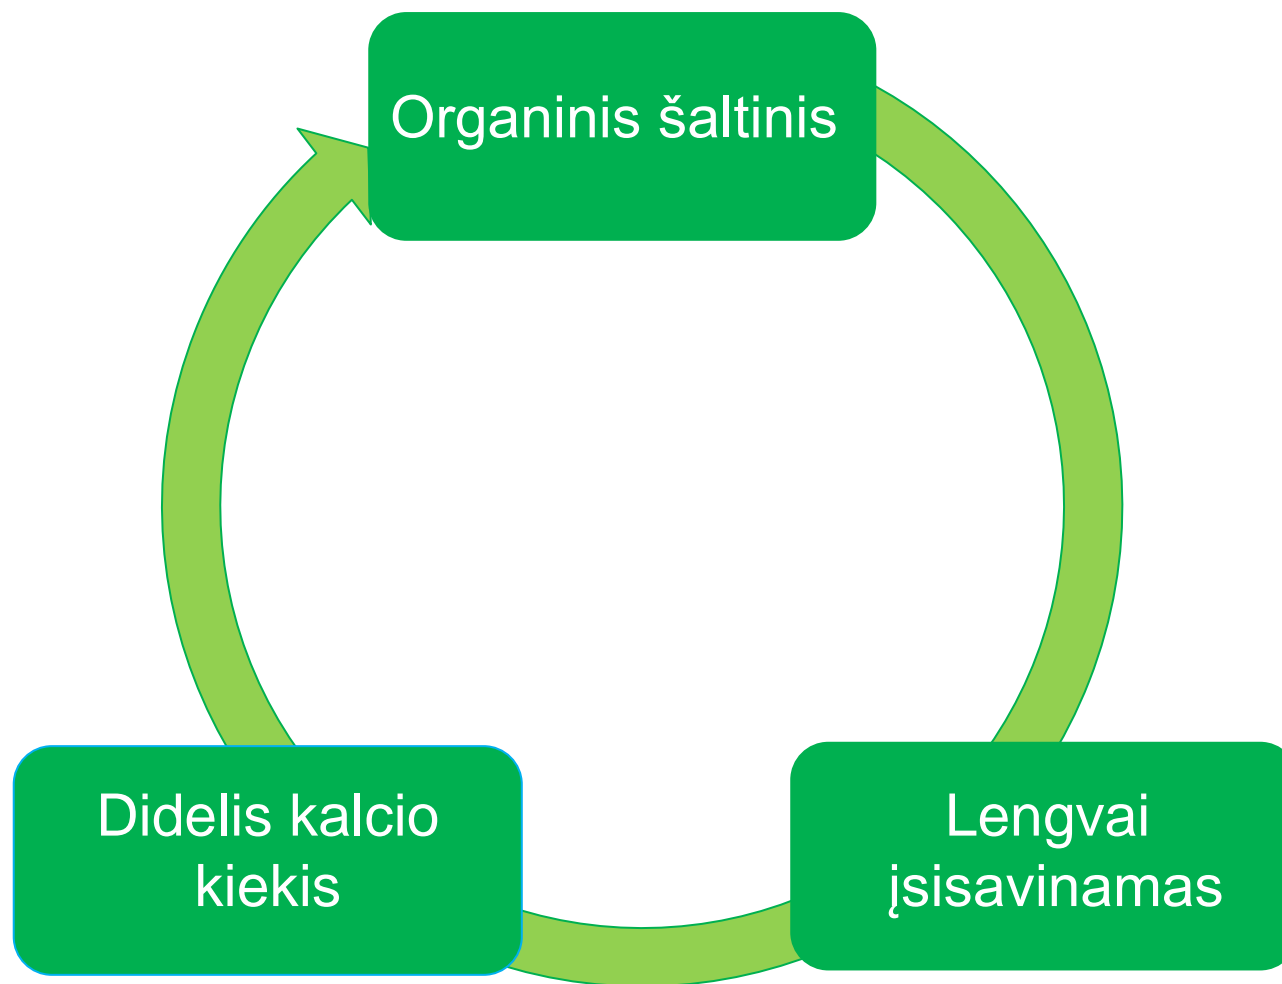 Organinis šaltinis
Didelis kalcio
kiekis
Lengvai
įsisavinamas